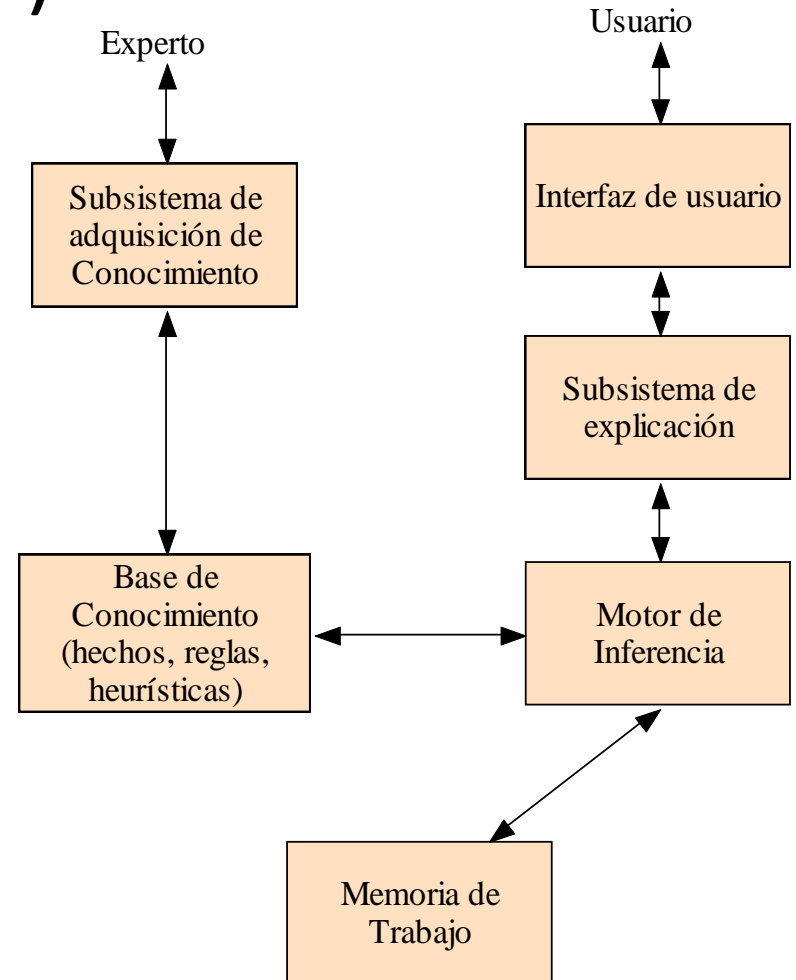 )
Experto
Usuario
Subsistema de
adquisición de
Conocimiento
Interfaz de usuario
Subsistema de
explicación
Base de
Conocimiento
(hechos, reglas,
heurísticas)
Motor de
Inferencia
Memoria de
Trabajo